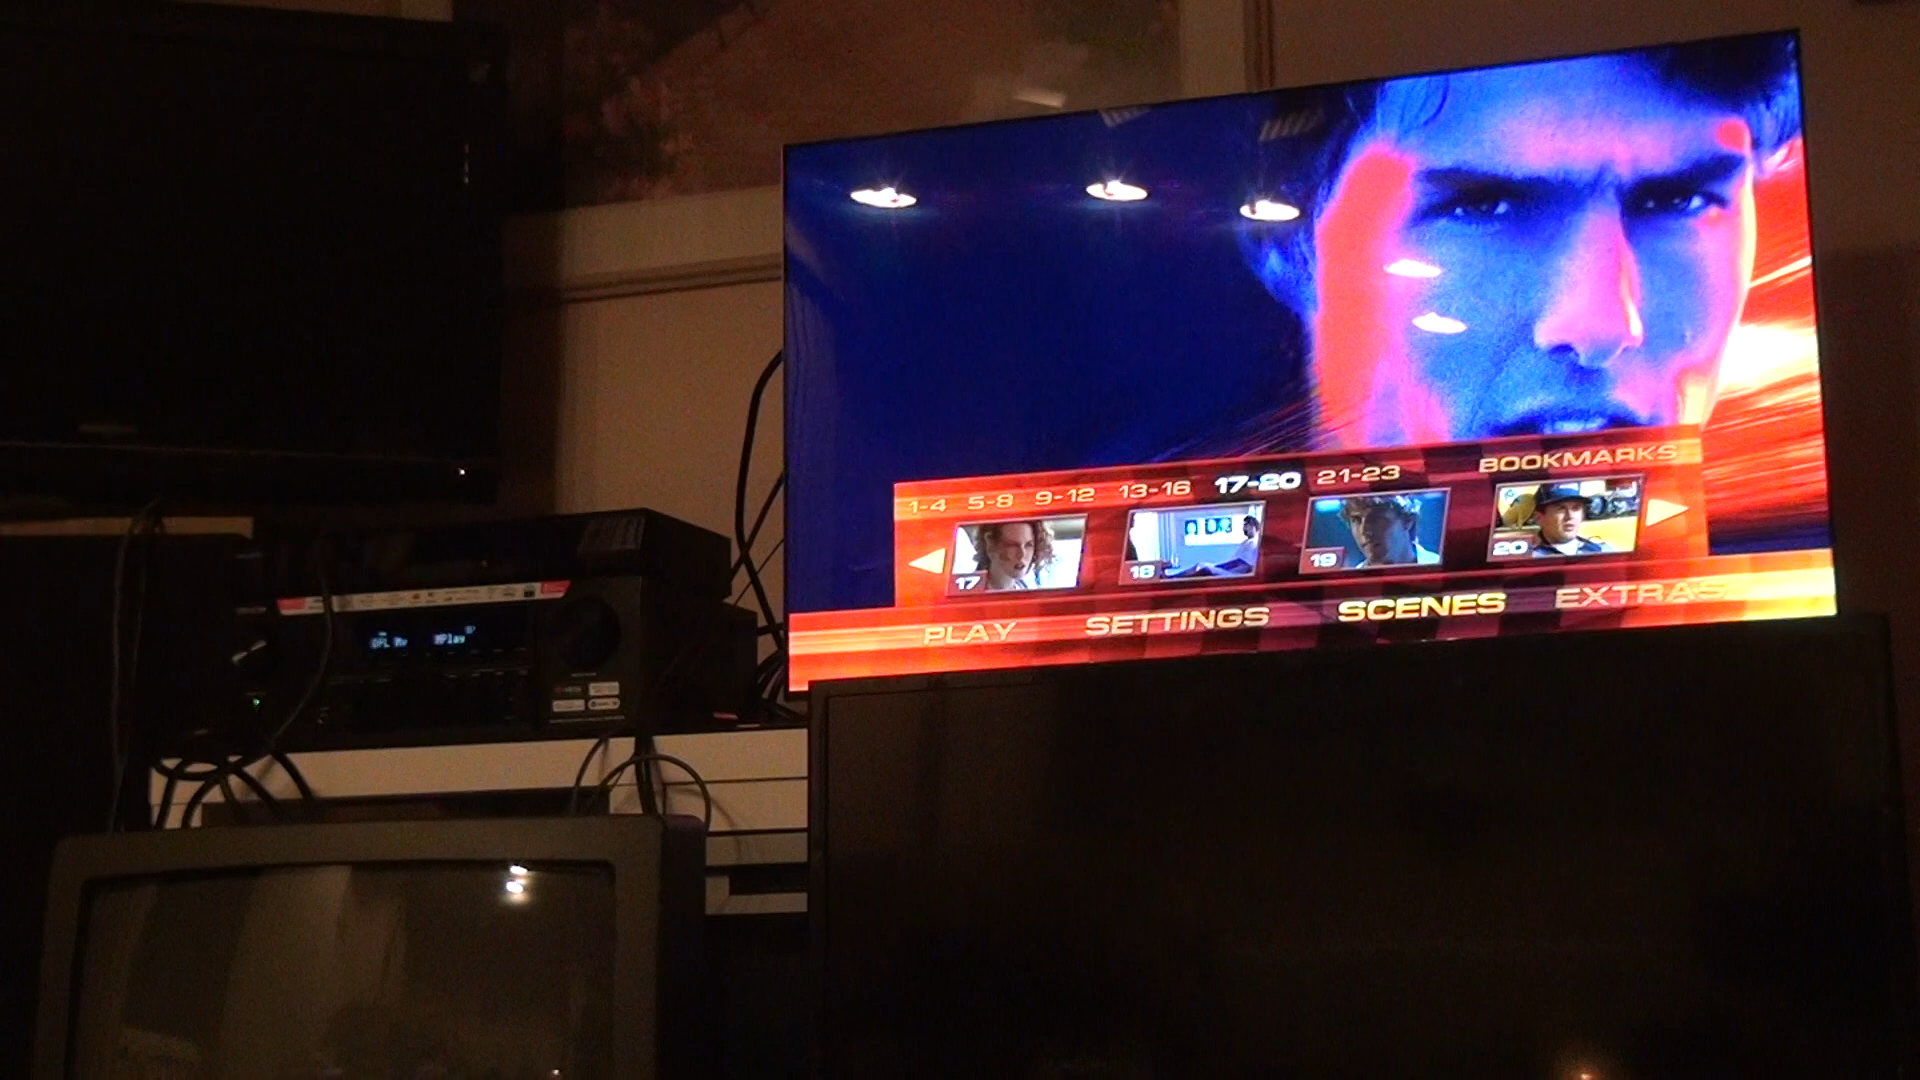 BOOKMARKS
1-4 5-8 9-12 13-16 17-20 21-23
17 18 19 20
PLAY SETTINGS SCENES EXTRAS
MPlay